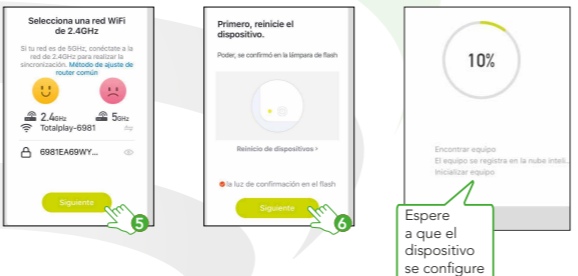 Selecciona una red WiFi
de 2.4GHz
Si tu red es de 5GHz, conéctate a la
red de 2.4GHz para realizar la
sincronización. Método de ajuste de
router común
2.4GHz
5GHz
Totalplay-6981
6981EA69WY...
Siguiente
5
Primero, reinicie el
dispositivo.
Poder, se confirmó en la lámpara de flash
Reinicio de dispositivos >
la luz de confirmación en el flash
Siguiente
6
10%
Encontrar equipo
El equipo se registra en la nube inteli...
Inicializar equipo
Espere
a que el
dispositivo
se configure